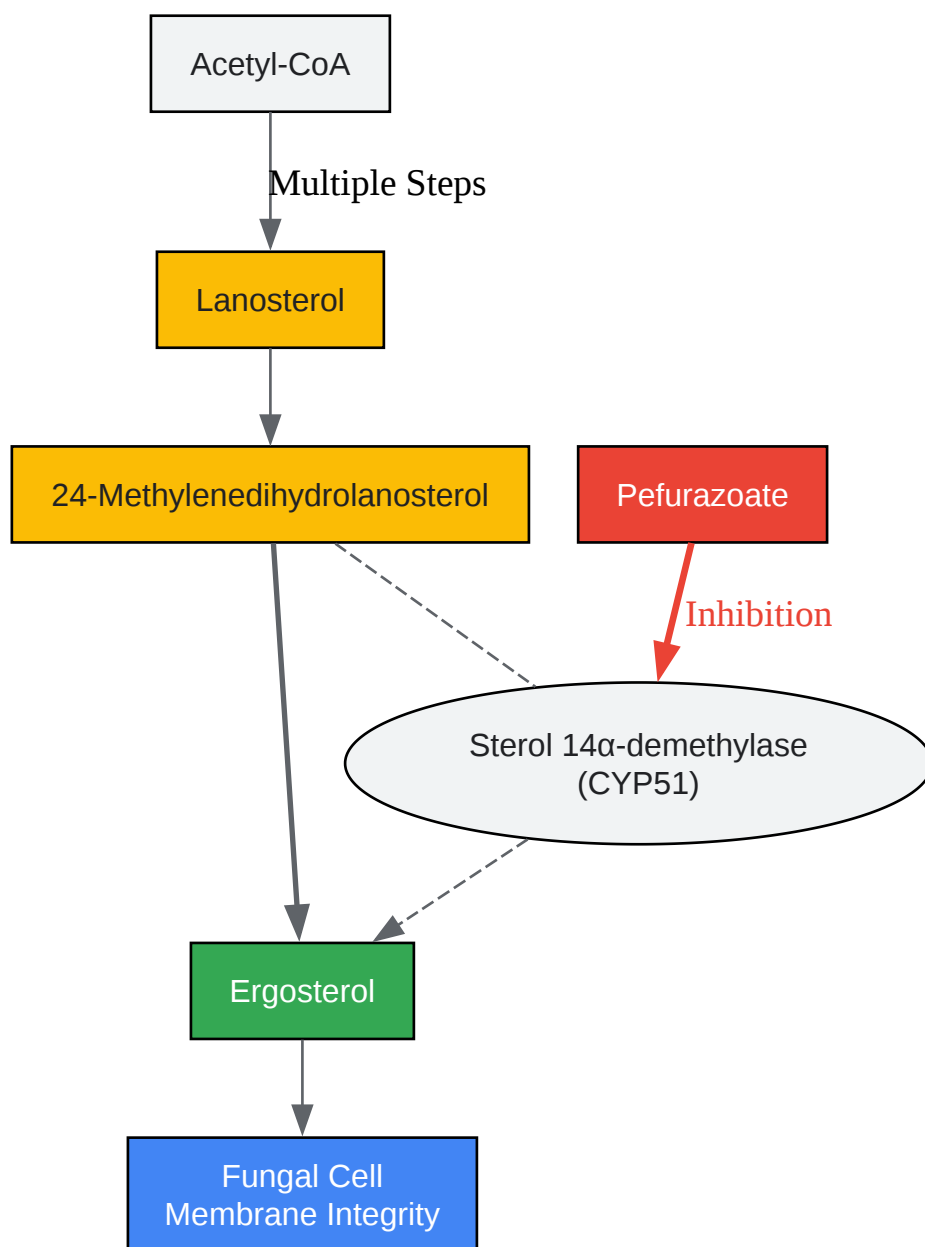 Acetyl-CoA
Multiple Steps
Lanosterol
24-Methylenedihydrolanosterol
Pefurazoate
Inhibition
Sterol 14α-demethylase
(CYP51)
Ergosterol
Fungal Cell
Membrane Integrity